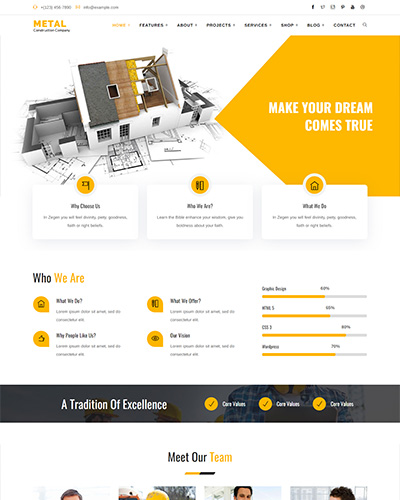 +(123) 456-7890 info@example.com
METAL
Construction Company
HOME FEATURES ABOUT PROJECTS SERVICES SHOP BLOG CONTACT
MAKE YOUR DREAM
COMES TRUE
Why Choose Us
In Zegen you will feel divinity, piety, goodness,
faith or right beliefs.
Who We Are?
Learn the Bible enhance your wisdom, give you
boldness about your faith.
What We Do
In Zegen you will feel divinity, piety, goodness,
faith or right beliefs.
Who We Are
What We Do?
Lorem ipsum dolor sit amet, sed do
consectetur elit.
What We Offer?
Lorem ipsum dolor sit amet, sed do
consectetur elit.
Why People Like Us?
Lorem ipsum dolor sit amet, sed do
consectetur elit.
Our Vision
Lorem ipsum dolor sit amet, sed do
consectetur elit.
Graphic Design 60%
HTML 5
CSS 3 80%
Wordpress 70%
A Tradition Of Excellence
Core Values Core Values Core Values
Meet Our Team